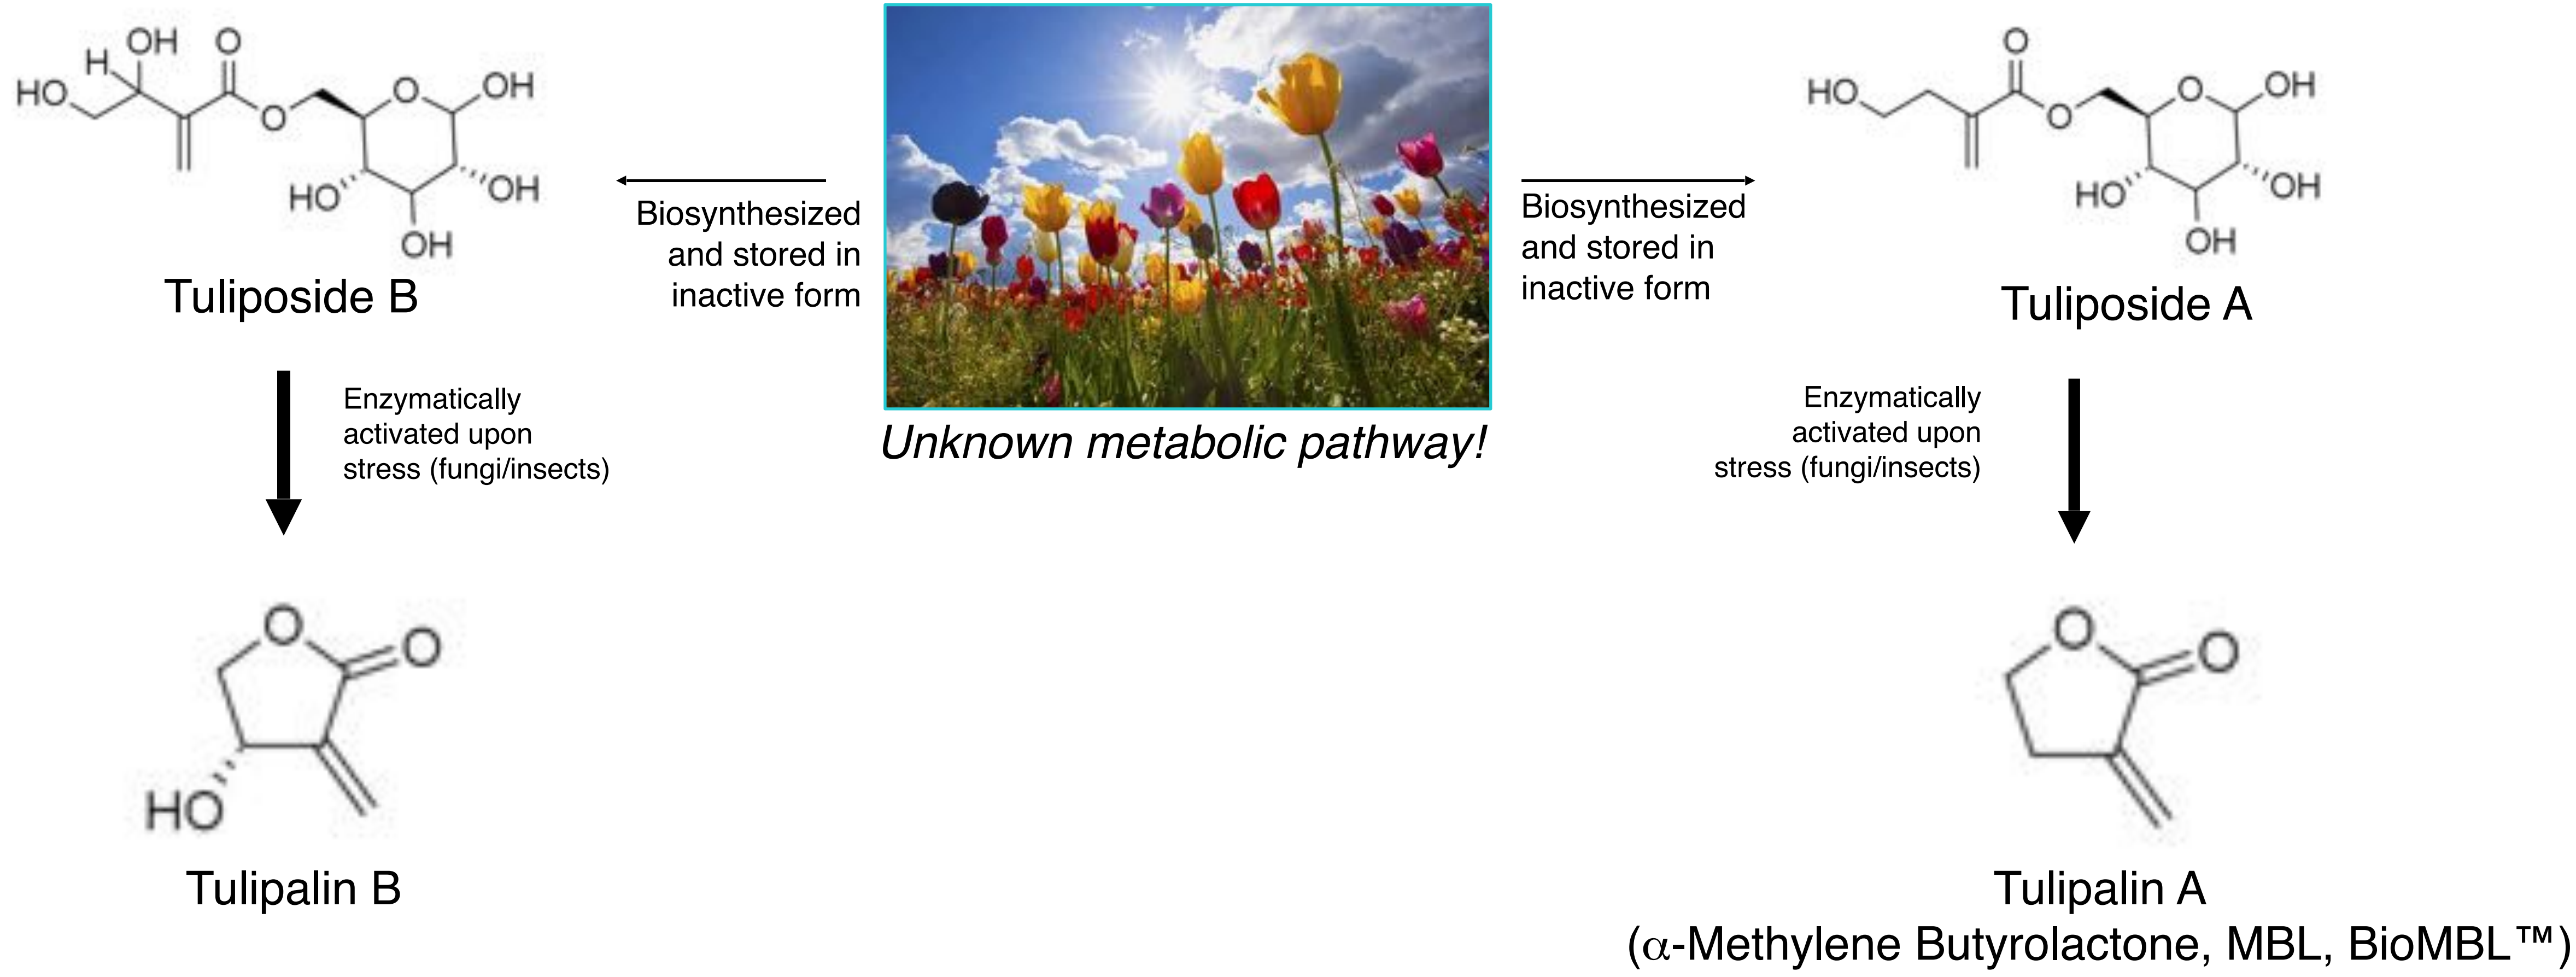 OH
O
H
HO
O
OH
O
HO
OH
OH
Tuliposide B
Biosynthesized
and stored in
inactive form
Unknown metabolic pathway!
Biosynthesized
and stored in
inactive form
O
HO
O
OH
O
HO
OH
OH
Tuliposide A
Enzymatically
activated upon
stress (fungi/insects)
Enzymatically
activated upon
stress (fungi/insects)
O
O
HO
Tulipalin B
O
O
Tulipalin A
(α-Methylene Butyrolactone, MBL, BioMBL™)